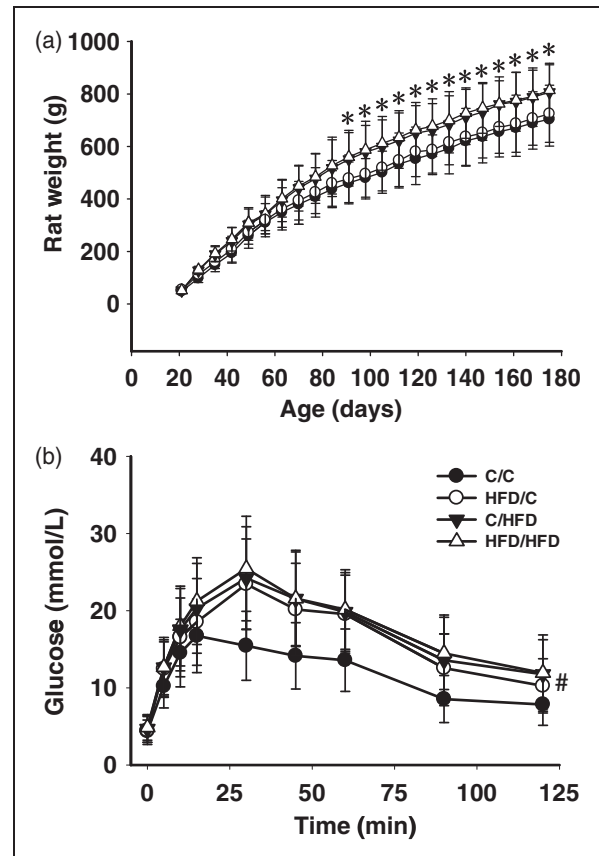 (a)
1000
800
600
400
200
0
Rat weight (g)
* * * * * * * * * * * * *
0 20 40 60 80 100 120 140 160 180
Age (days)
(b)
40
30
20
10
0
Glucose (mmol/L)
C/C
HFD/C
C/HFD
HFD/HFD
#
0 25 50 75 100 125
Time (min)